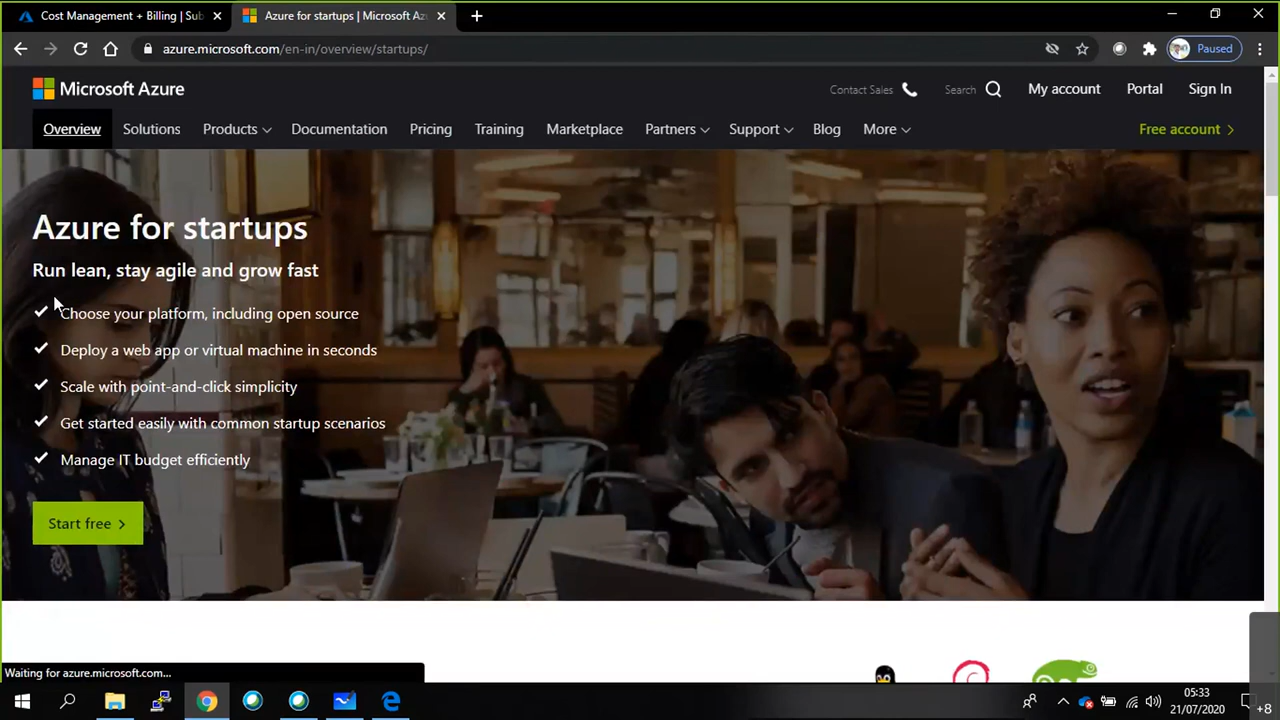 Cost Management + Billing | Sub
Azure for startups | Microsoft Az
azure.microsoft.com/en-in/overview/startups/
Paused
Microsoft Azure
Contact Sales
Search
My account
Portal
Sign In
Overview
Solutions
Products
Documentation
Pricing
Training
Marketplace
Partners
Support
Blog
More
Free account
Azure for startups
Run lean, stay agile and grow fast
Choose your platform, including open source
Deploy a web app or virtual machine in seconds
Scale with point-and-click simplicity
Get started easily with common startup scenarios
Manage IT budget efficiently
Start free
Waiting for azure.microsoft.com...
05:33
21/07/2020
+8